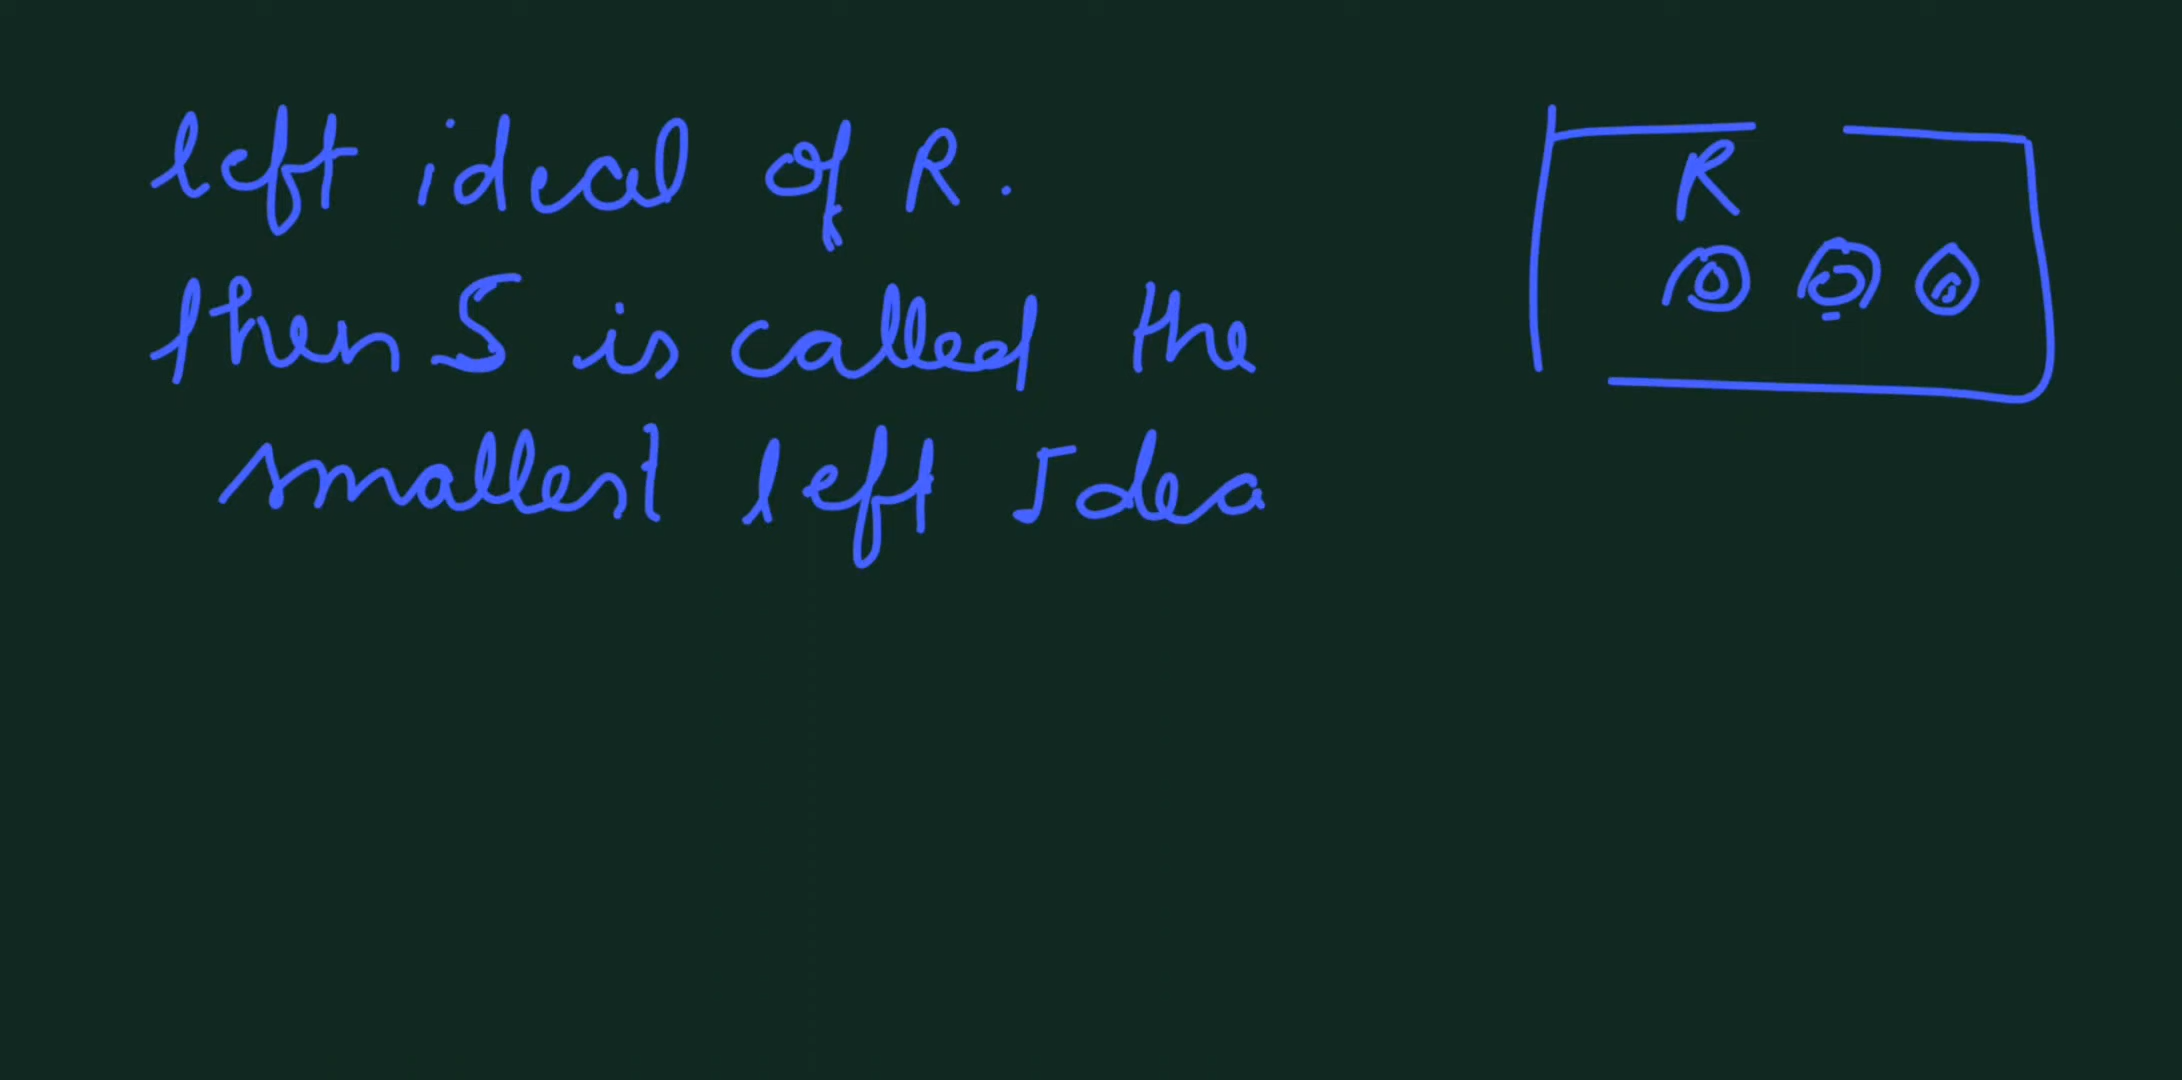 left ideal of R.
R
then S is called the
smallest left Idea